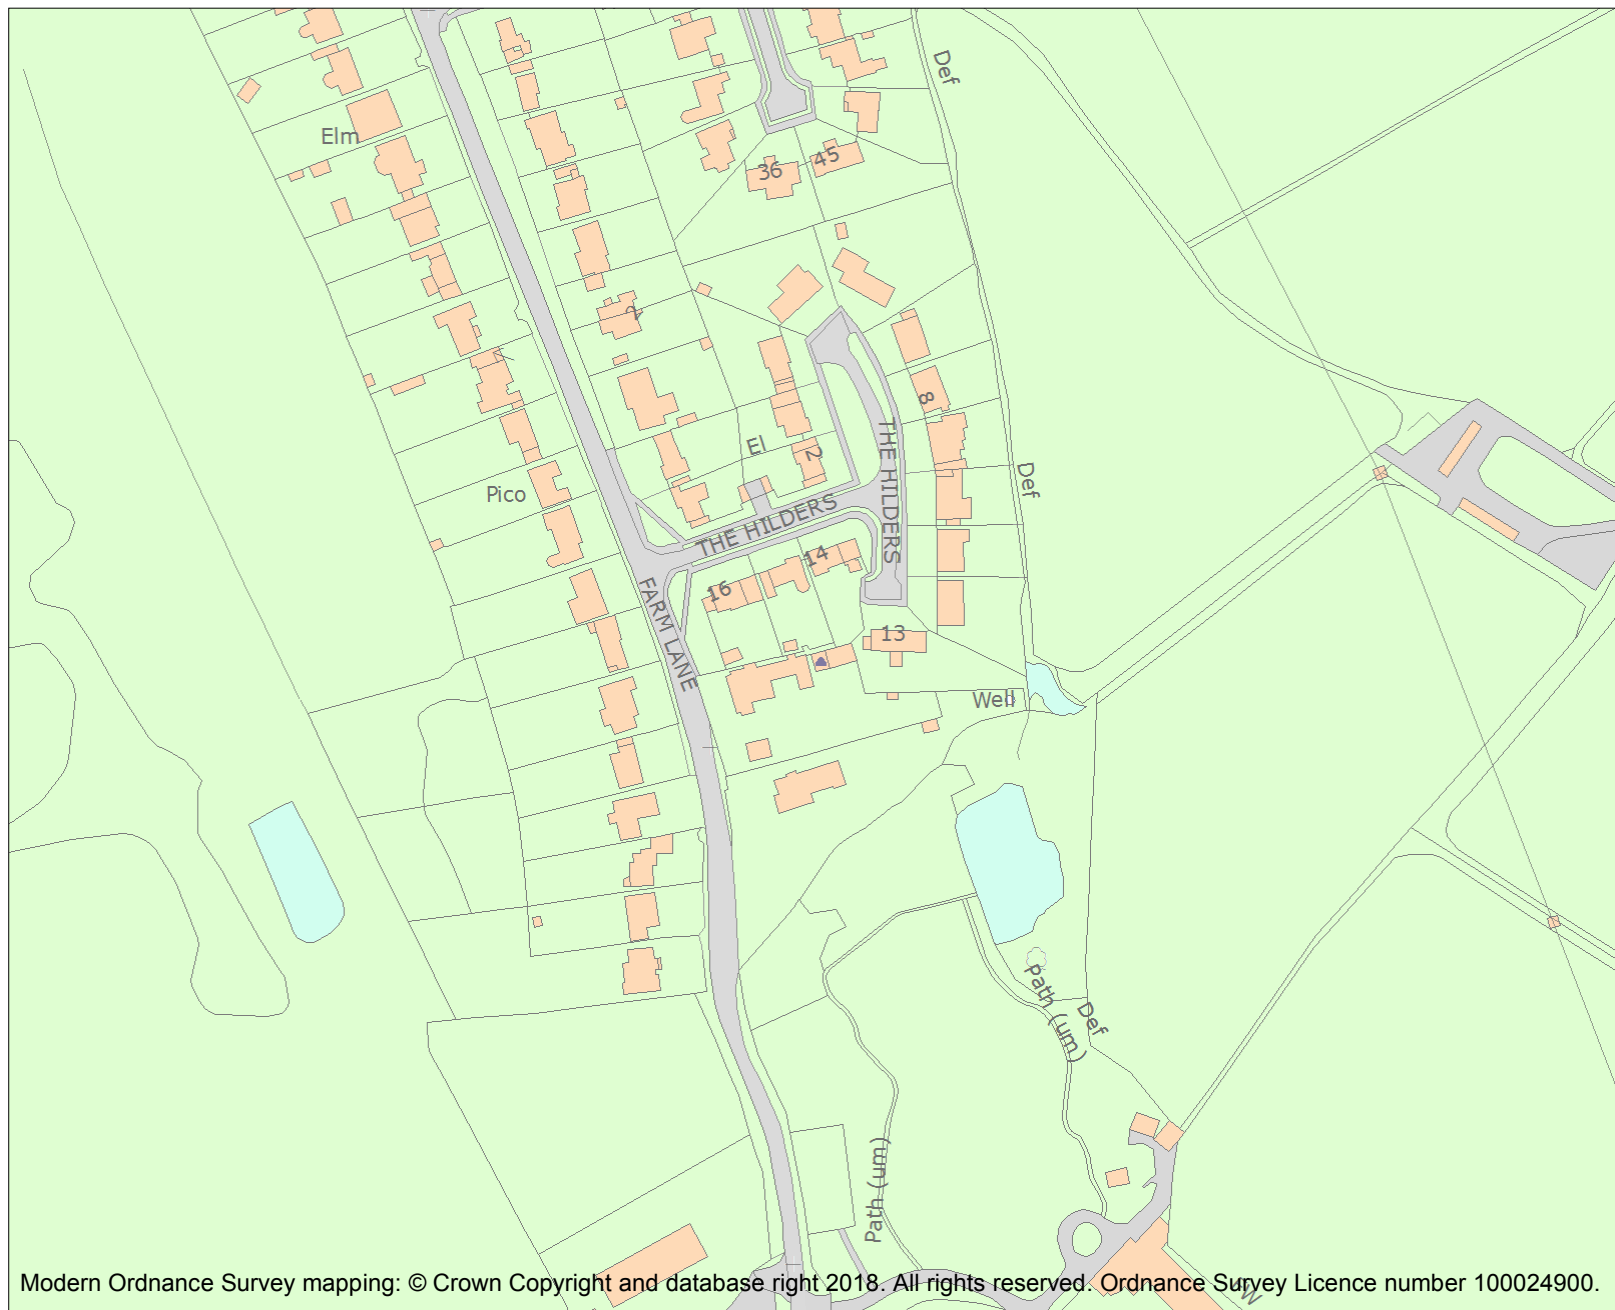 Def
Elm
36
45
2
8
El
2
THE HILDERS
Def
Pico
THE HILDERS
14
16
FARM LANE
13
Well
Path (um)
Def
Path (um)
Modern Ordnance Survey mapping: © Crown Copyright and database right 2018. All rights reserved. Ordnance Survey Licence number 100024900.